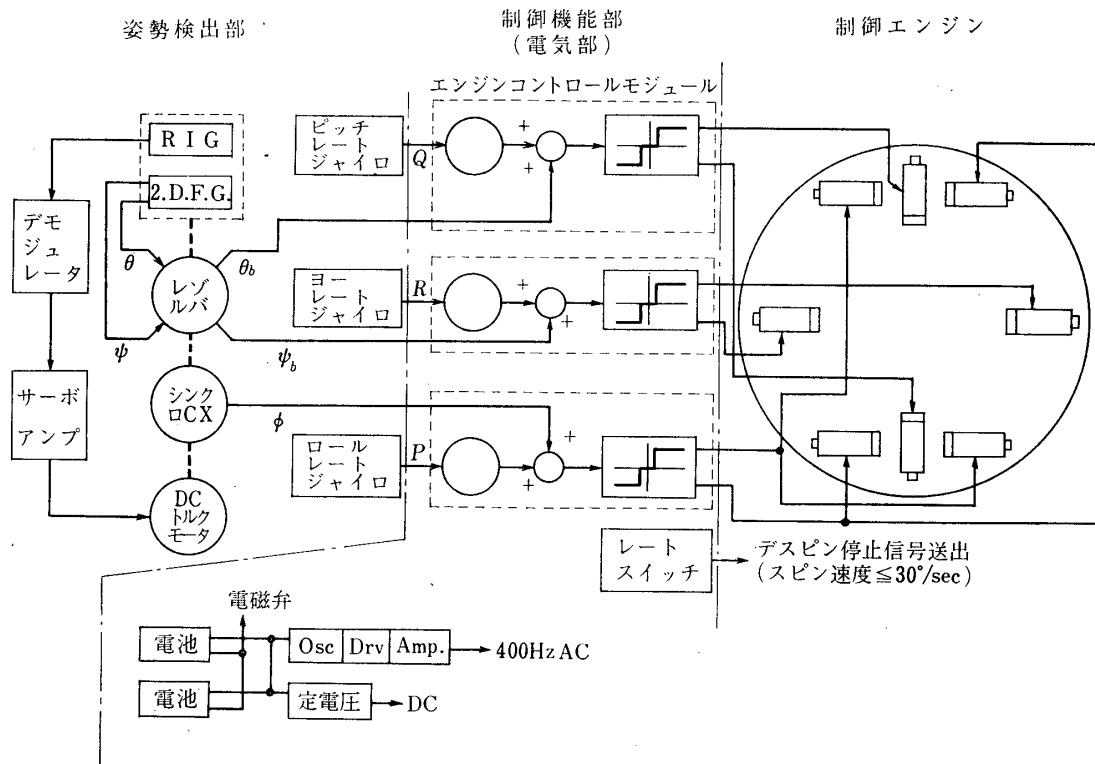 姿勢検出部
制御機能部
(電気部)
制御エンジン
エンジンコントロールモジュール
RIG
2.D.F.G.
デモ
ジュ
レータ
θ
θb
レゾ
ルバ
ψ
ψb
サーボ
アンプ
シンク
ロCX
φ
DC
トルク
モータ
ピッチ
レート
ジャイロ
Q
+
+
ヨー
レート
ジャイロ
R
+
+
ロール
レート
ジャイロ
P
+
+
レート
スイッチ
デスピン停止信号送出
(スピン速度≦30°/sec)
電磁弁
電池
Osc
Drv
Amp.
400Hz AC
電池
定電圧
DC